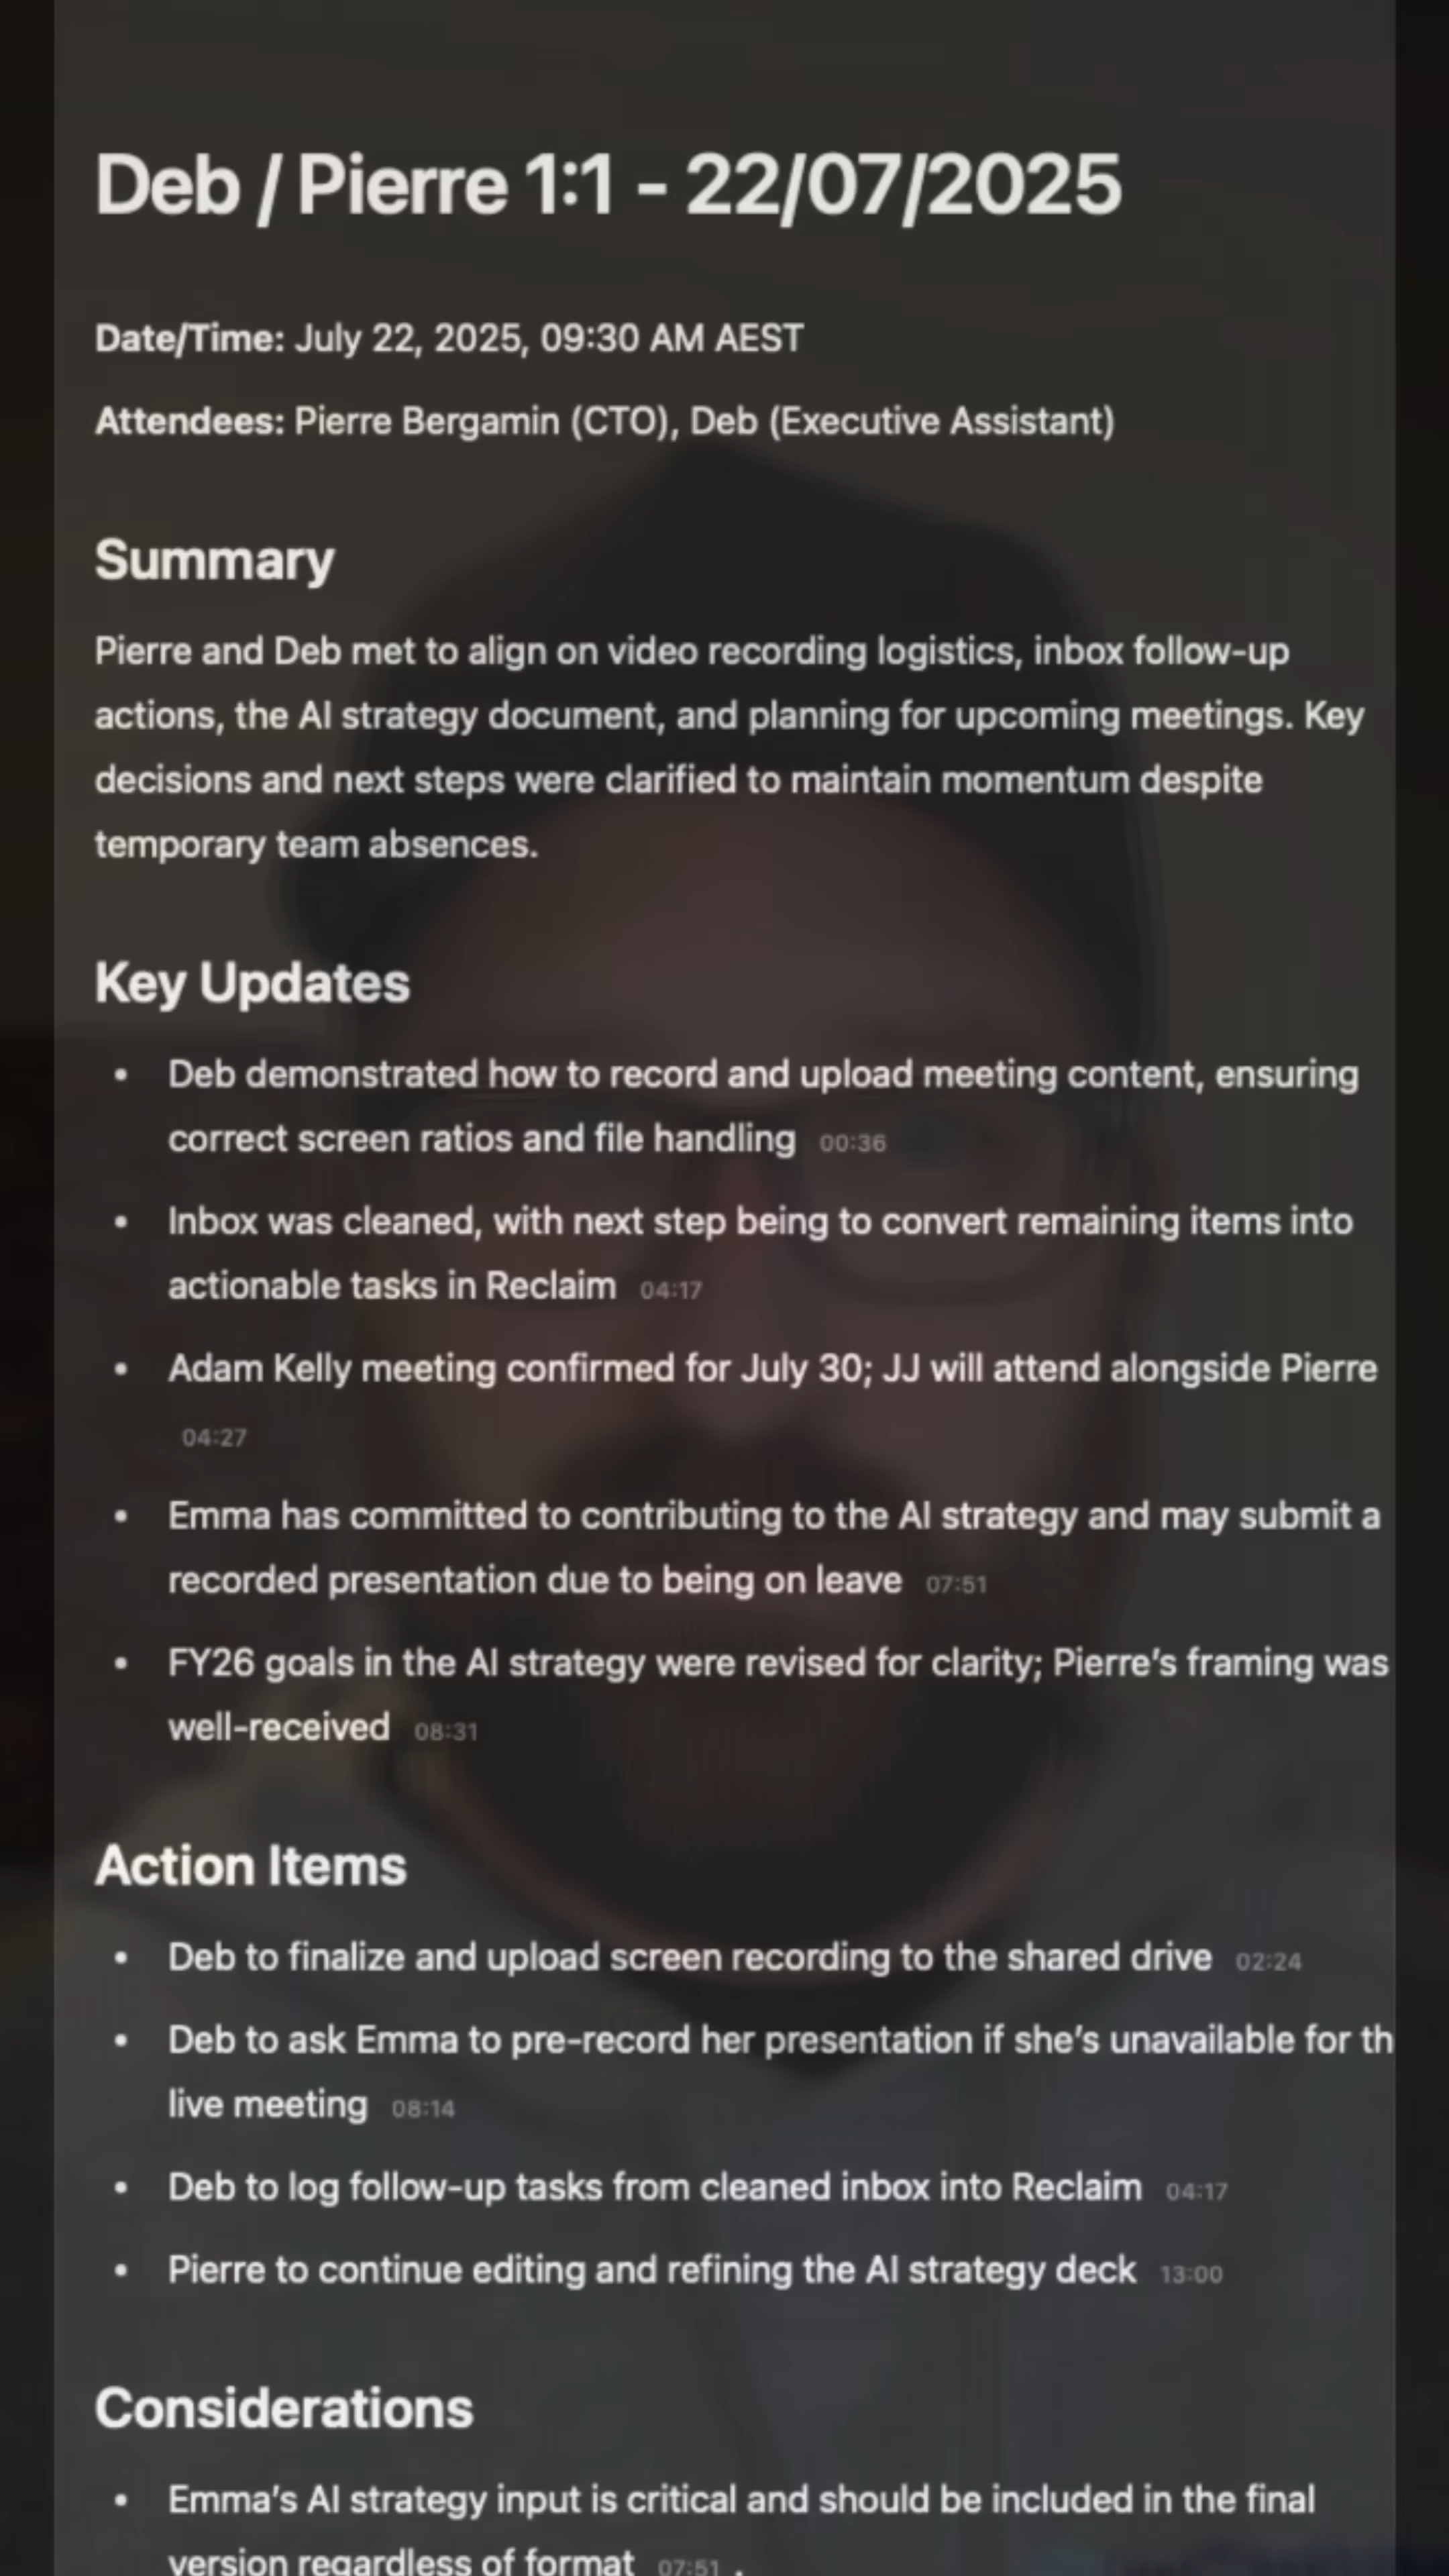 Deb / Pierre 1:1 - 22/07/2025
Date/Time: July 22, 2025, 09:30 AM AEST
Attendees: Pierre Bergamin (CTO), Deb (Executive Assistant)
Summary
Pierre and Deb met to align on video recording logistics, inbox follow-up
actions, the AI strategy document, and planning for upcoming meetings. Key
decisions and next steps were clarified to maintain momentum despite
temporary team absences.
Key Updates
• Deb demonstrated how to record and upload meeting content, ensuring
correct screen ratios and file handling 00:36
• Inbox was cleaned, with next step being to convert remaining items into
actionable tasks in Reclaim 04:17
• Adam Kelly meeting confirmed for July 30; JJ will attend alongside Pierre
04:27
• Emma has committed to contributing to the AI strategy and may submit a
recorded presentation due to being on leave 07:51
• FY26 goals in the AI strategy were revised for clarity; Pierre’s framing was
well-received 08:31
Action Items
• Deb to finalize and upload screen recording to the shared drive 02:24
• Deb to ask Emma to pre-record her presentation if she’s unavailable for th
live meeting 08:14
• Deb to log follow-up tasks from cleaned inbox into Reclaim 04:17
• Pierre to continue editing and refining the AI strategy deck 13:00
Considerations
• Emma’s AI strategy input is critical and should be included in the final
version regardless of format 07:51 .